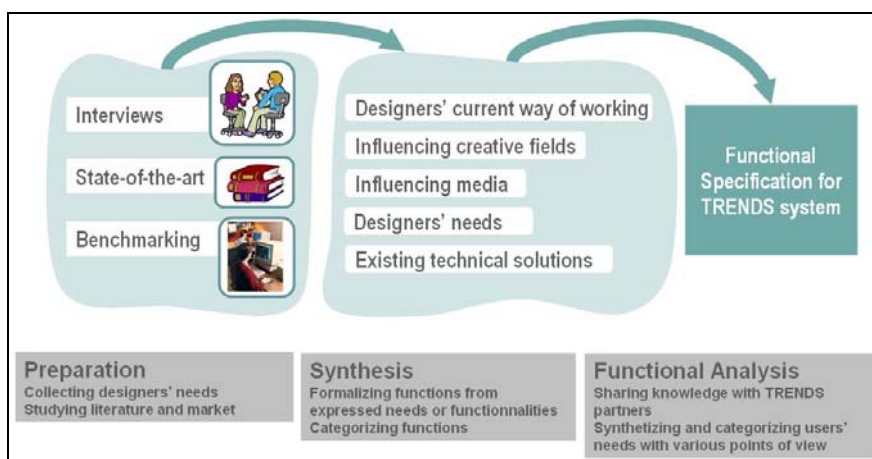 Interviews
State-of-the-art
Benchmarking
Designers' current way of working
Influencing creative fields
Influencing media
Designers' needs
Existing technical solutions
Functional
Specification for
TRENDS system
Preparation
Collecting designers' needs
Studying literature and market
Synthesis
Formalizing functions from
expressed needs or functionnalities
Categorizing functions
Functional Analysis
Sharing knowledge with TRENDS
partners
Synthetizing and categorizing users'
needs with various points of view